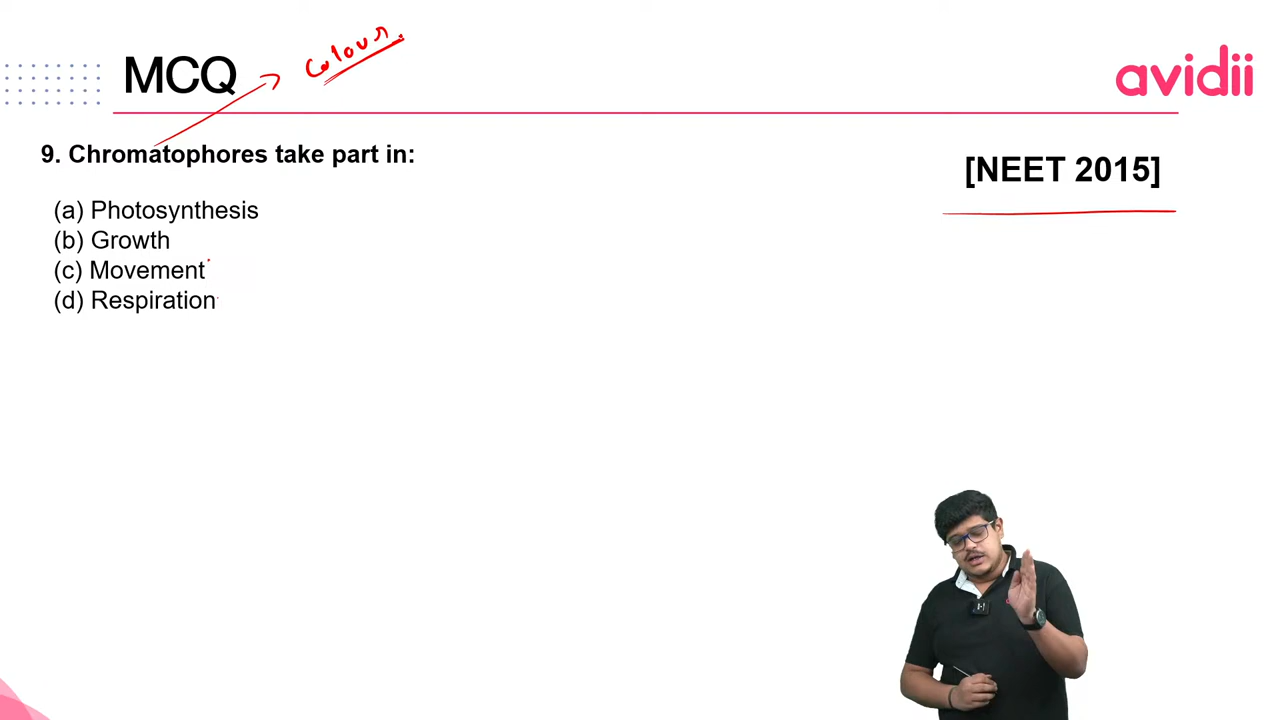 colour
MCQ
avidii
9. Chromatophores take part in:
[NEET 2015]
(a) Photosynthesis
(b) Growth
(c) Movement
(d) Respiration